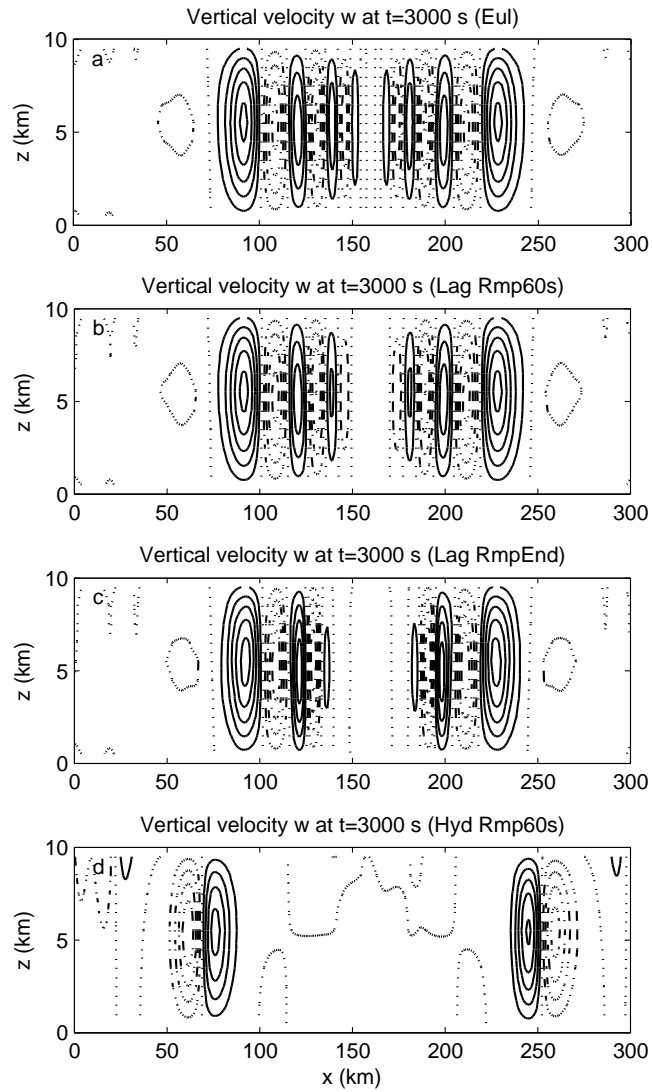 Vertical velocity w at t=3000 s (Eul)
10
a
5
z (km)
0
0 50 100 150 200 250 300
Vertical velocity w at t=3000 s (Lag Rmp60s)
10
b
5
z (km)
0
0 50 100 150 200 250 300
Vertical velocity w at t=3000 s (Lag RmpEnd)
10
c
5
z (km)
0
0 50 100 150 200 250 300
Vertical velocity w at t=3000 s (Hyd Rmp60s)
10
d
5
z (km)
0
0 50 100 150 200 250 300
x (km)